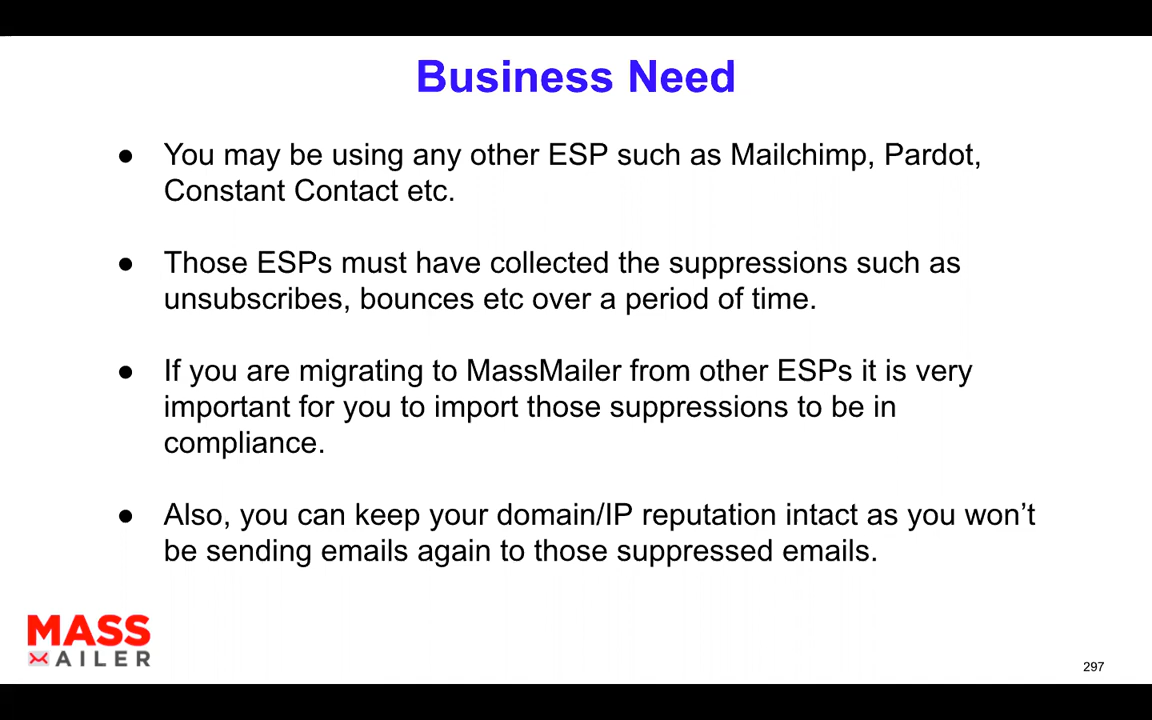 Business Need
● You may be using any other ESP such as Mailchimp, Pardot,
Constant Contact etc.
● Those ESPs must have collected the suppressions such as
unsubscribes, bounces etc over a period of time.
● If you are migrating to MassMailer from other ESPs it is very
important for you to import those suppressions to be in
compliance.
● Also, you can keep your domain/IP reputation intact as you won’t
be sending emails again to those suppressed emails.
MASS
AILER
297